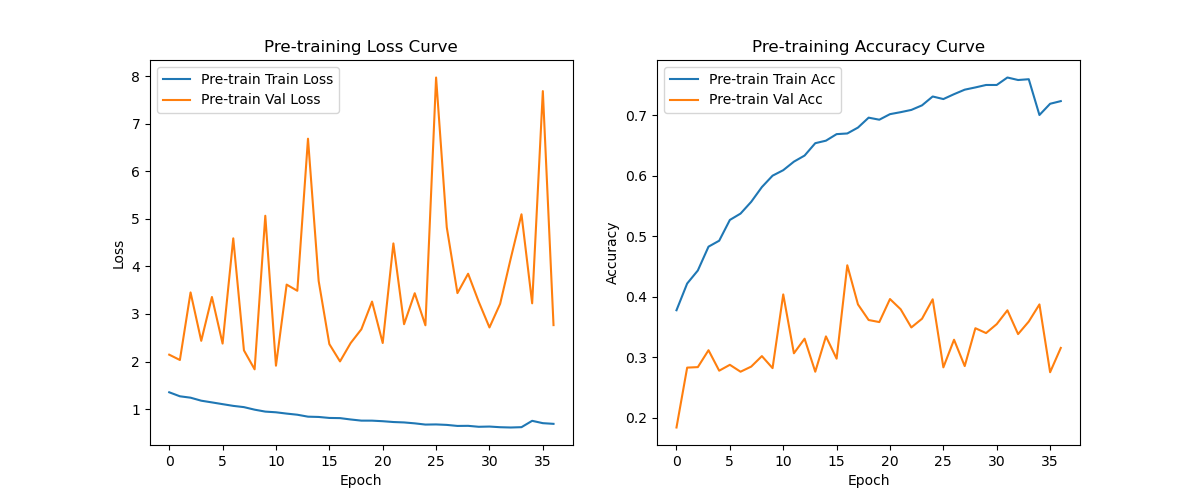 Pre-training Loss Curve
Pre-train Train Loss
Pre-train Val Loss
8
7
6
5
4
3
2
1
Loss
0 5 10 15 20 25 30 35
Epoch
Pre-training Accuracy Curve
Pre-train Train Acc
Pre-train Val Acc
0.7
0.6
0.5
0.4
0.3
0.2
Accuracy
0 5 10 15 20 25 30 35
Epoch